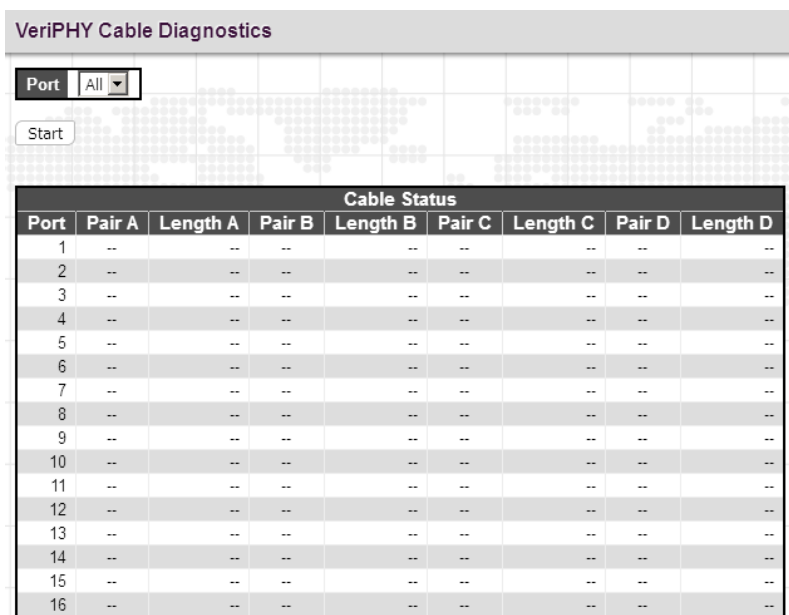 VeriPHY Cable Diagnostics
Port All
Start
Cable Status
Port Pair A Length A Pair B Length B Pair C Length C Pair D Length D
1 -- -- -- -- -- -- -- --
2 -- -- -- -- -- -- -- --
3 -- -- -- -- -- -- -- --
4 -- -- -- -- -- -- -- --
5 -- -- -- -- -- -- -- --
6 -- -- -- -- -- -- -- --
7 -- -- -- -- -- -- -- --
8 -- -- -- -- -- -- -- --
9 -- -- -- -- -- -- -- --
10 -- -- -- -- -- -- -- --
11 -- -- -- -- -- -- -- --
12 -- -- -- -- -- -- -- --
13 -- -- -- -- -- -- -- --
14 -- -- -- -- -- -- -- --
15 -- -- -- -- -- -- -- --
16 -- -- -- -- -- -- -- --